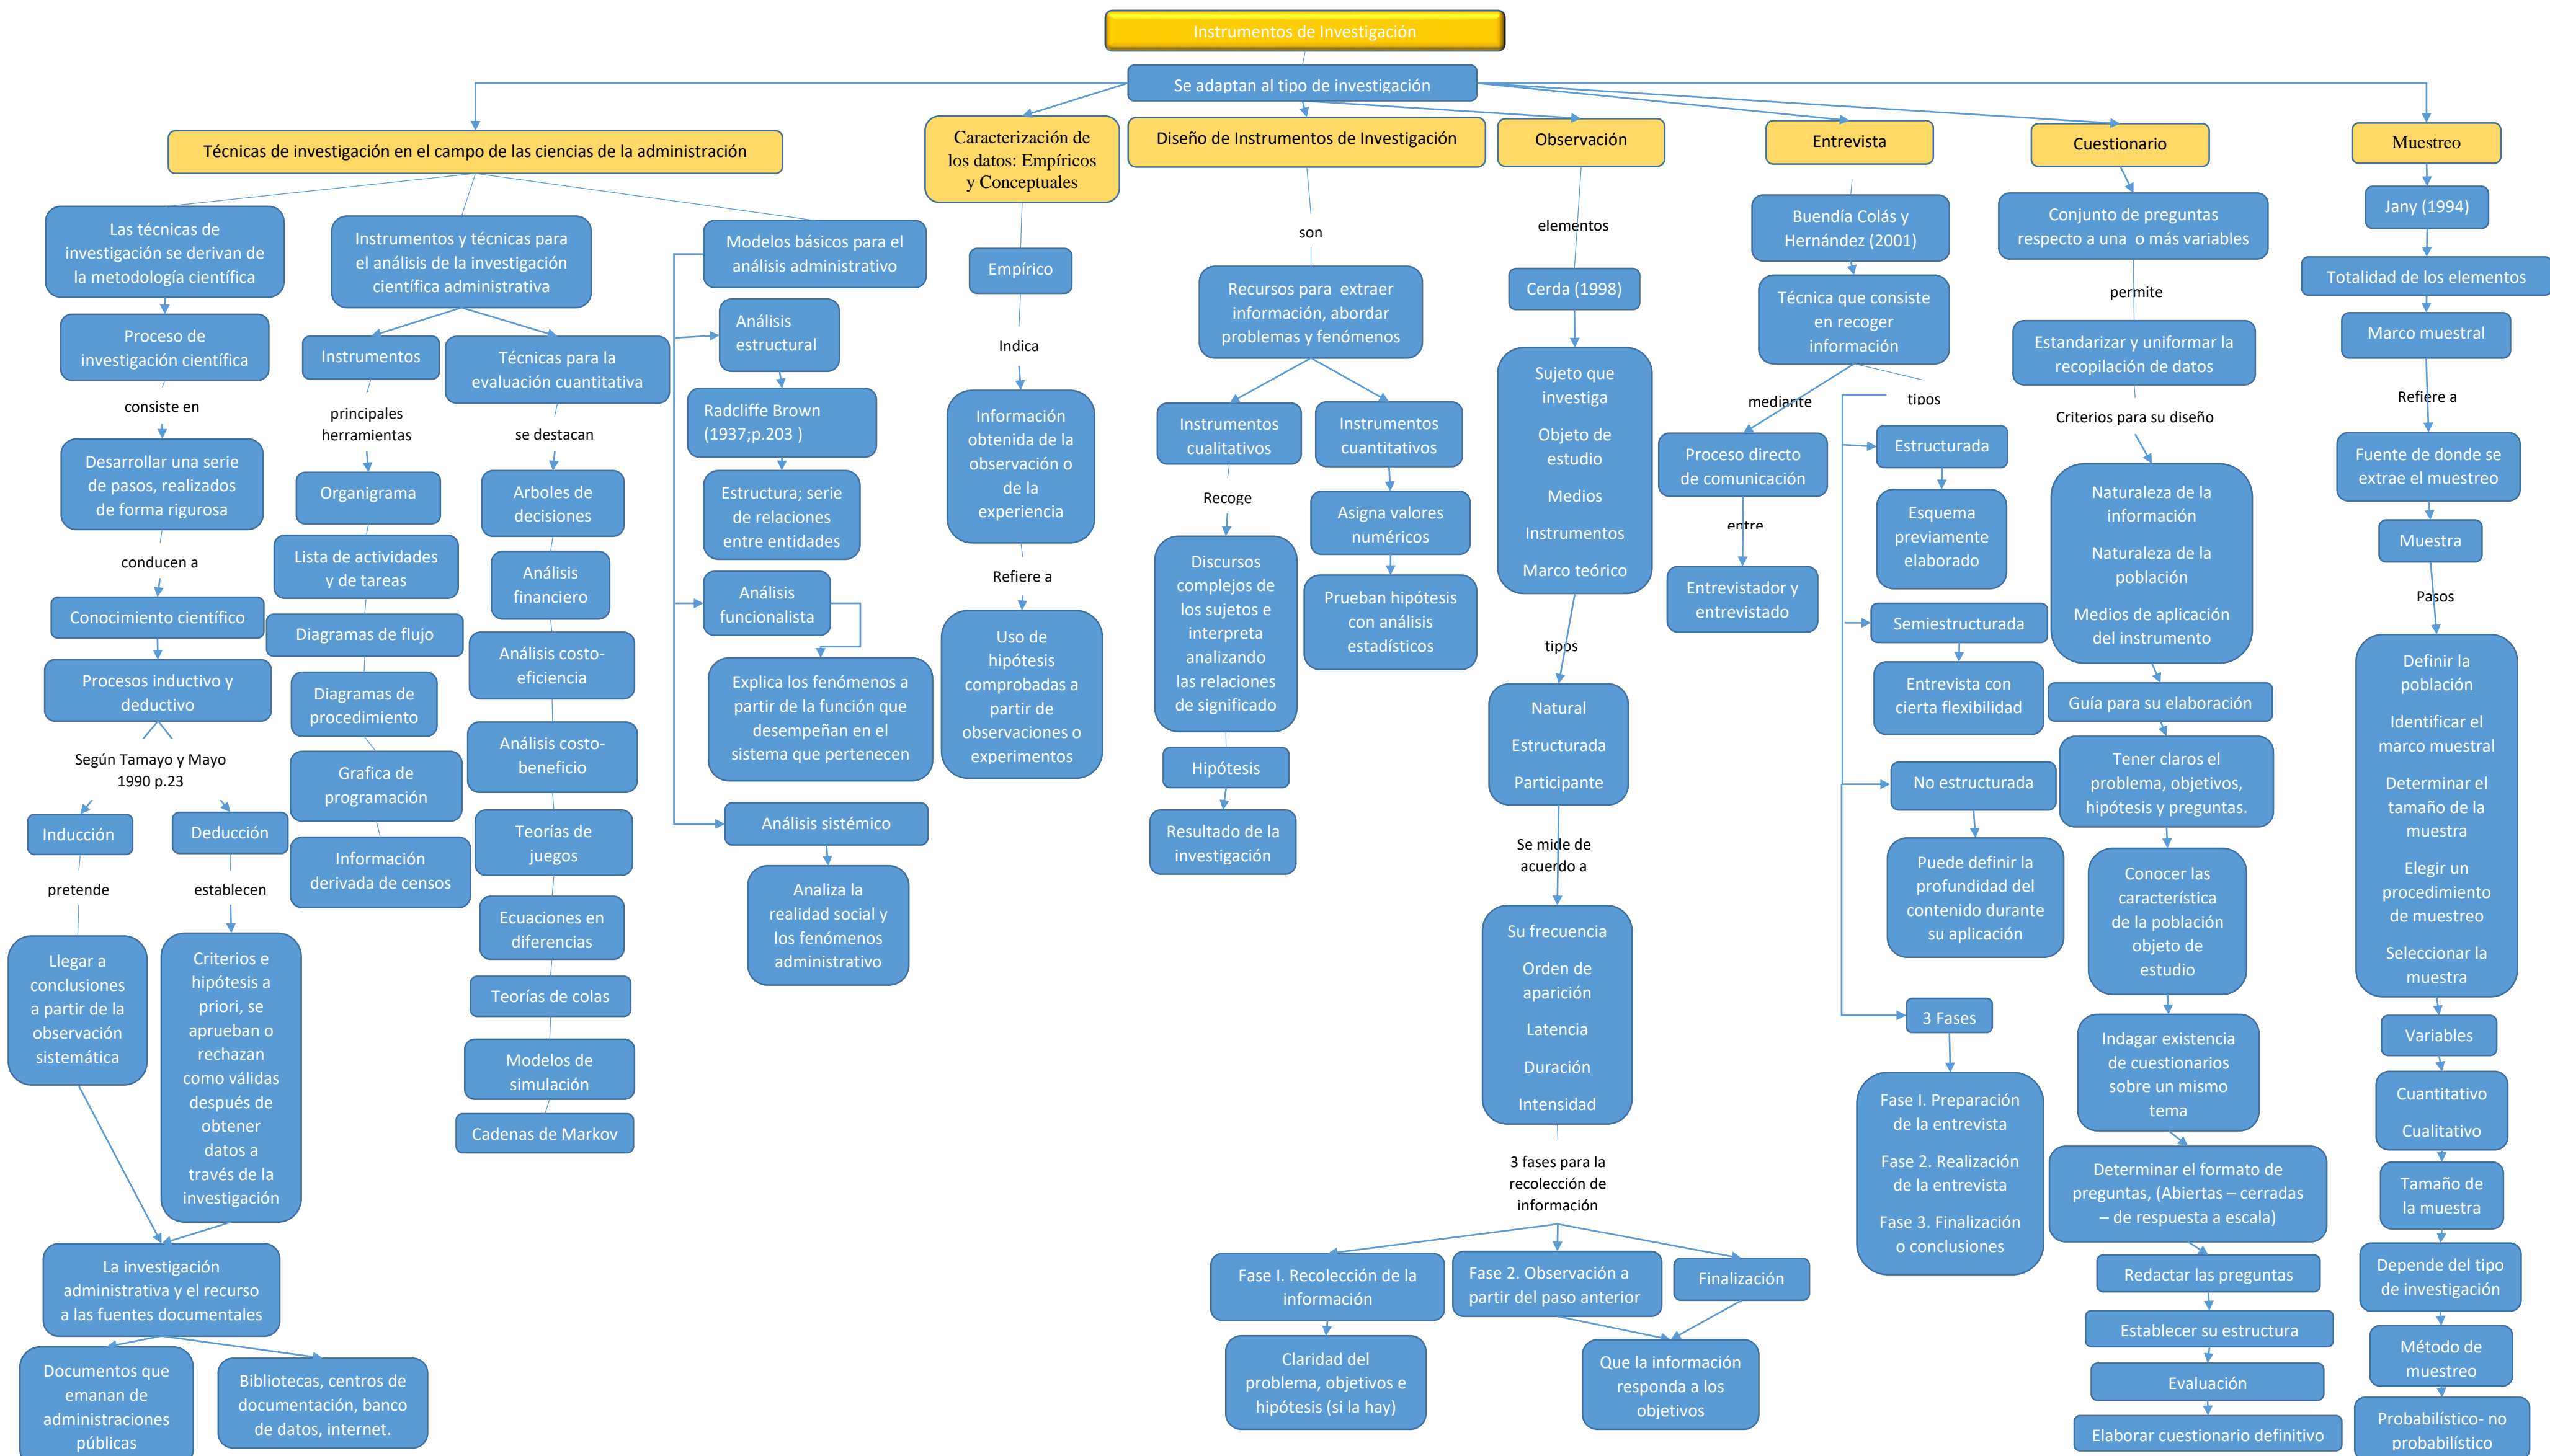 Instrumentos de Investigación
Se adaptan al tipo de investigación
Técnicas de investigación en el campo de las ciencias de la administración
Las técnicas de
investigación se derivan de
la metodología científica
Proceso de
investigación científica
consiste en
Desarrollar una serie
de pasos, realizados
de forma rigurosa
conducen a
Conocimiento científico
Procesos inductivo y
deductivo
Según Tamayo y Mayo
1990 p.23
Inducción
pretende
Llegar a
conclusiones
a partir de la
observación
sistemática
Deducción
establecen
Criterios e
hipótesis a
priori, se
aprueban o
rechazan
como válidas
después de
obtener
datos a
través de la
investigación
La investigación
administrativa y el recurso
a las fuentes documentales
Documentos que
emanan de
administraciones
públicas
Bibliotecas, centros de
documentación, banco
de datos, internet.
Instrumentos y técnicas para
el análisis de la investigación
científica administrativa
Instrumentos
principales
herramientas
Organigrama
Lista de actividades
y de tareas
Diagramas de flujo
Diagramas de
procedimiento
Grafica de
programación
Información
derivada de censos
Técnicas para la
evaluación cuantitativa
se destacan
Arboles de
decisiones
Análisis
financiero
Análisis costo-
eficiencia
Análisis costo-
beneficio
Teorías de
juegos
Ecuaciones en
diferencias
Teorías de colas
Modelos de
simulación
Cadenas de Markov
Modelos básicos para el
análisis administrativo
Análisis
estructural
Radcliffe Brown
(1937;p.203 )
Estructura; serie
de relaciones
entre entidades
Análisis
funcionalista
Explica los fenómenos a
partir de la función que
desempeñan en el
sistema que pertenecen
Análisis sistémico
Analiza la
realidad social y
los fenómenos
administrativo
Caracterización de
los datos: Empíricos
y Conceptuales
Empírico
Indica
Información
obtenida de la
observación o
de la
experiencia
Refiere a
Uso de
hipótesis
comprobadas a
partir de
observaciones o
experimentos
Diseño de Instrumentos de Investigación
son
Recursos para  extraer
información, abordar
problemas y fenómenos
Instrumentos
cualitativos
Recoge
Discursos
complejos de
los sujetos e
interpreta
analizando
las relaciones
de significado
Hipótesis
Resultado de la
investigación
Instrumentos
cuantitativos
Asigna valores
numéricos
Prueban hipótesis
con análisis
estadísticos
Observación
elementos
Cerda (1998)
Sujeto que
investiga
Objeto de
estudio
Medios
Instrumentos
Marco teórico
tipos
Natural
Estructurada
Participante
Se mide de
acuerdo a
Su frecuencia
Orden de
aparición
Latencia
Duración
Intensidad
3 fases para la
recolección de
información
Fase I. Recolección de la
información
Claridad del
problema, objetivos e
hipótesis (si la hay)
Fase 2. Observación a
partir del paso anterior
Finalización
Que la información
responda a los
objetivos
Entrevista
Buendía Colás y
Hernández (2001)
Técnica que consiste
en recoger
información
mediante
Proceso directo
de comunicación
entre
Entrevistador y
entrevistado
tipos
Estructurada
Esquema
previamente
elaborado
Semiestructurada
Entrevista con
cierta flexibilidad
No estructurada
Puede definir la
profundidad del
contenido durante
su aplicación
3 Fases
Fase I. Preparación
de la entrevista
Fase 2. Realización
de la entrevista
Fase 3. Finalización
o conclusiones
Cuestionario
Conjunto de preguntas
respecto a una  o más variables
permite
Estandarizar y uniformar la
recopilación de datos
Criterios para su diseño
Naturaleza de la
información
Naturaleza de la
población
Medios de aplicación
del instrumento
Guía para su elaboración
Tener claros el
problema, objetivos,
hipótesis y preguntas.
Conocer las
característica
de la población
objeto de
estudio
Indagar existencia
de cuestionarios
sobre un mismo
tema
Determinar el formato de
preguntas, (Abiertas – cerradas
– de respuesta a escala)
Redactar las preguntas
Establecer su estructura
Evaluación
Elaborar cuestionario definitivo
Muestreo
Jany (1994)
Totalidad de los elementos
Marco muestral
Refiere a
Fuente de donde se
extrae el muestreo
Muestra
Pasos
Definir la
población
Identificar el
marco muestral
Determinar el
tamaño de la
muestra
Elegir un
procedimiento
de muestreo
Seleccionar la
muestra
Variables
Cuantitativo
Cualitativo
Tamaño de
la muestra
Depende del tipo
de investigación
Método de
muestreo
Probabilístico- no
probabilístico